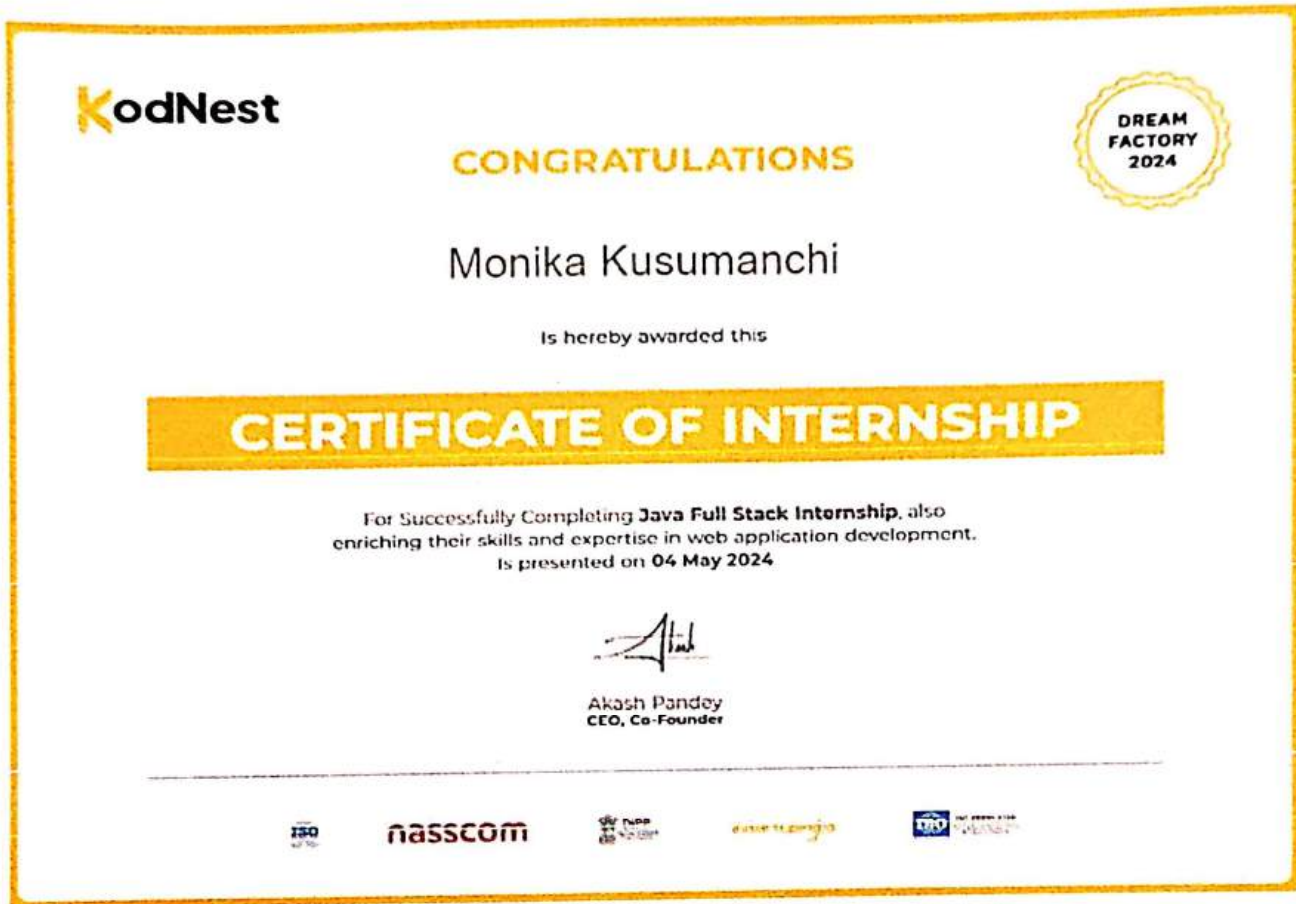 KodNest
DREAM
FACTORY
2024
CONGRATULATIONS
Monika Kusumanchi
Is hereby awarded this
CERTIFICATE OF INTERNSHIP
For Successfully Completing Java Full Stack Internship, also
enriching their skills and expertise in web application development.
Is presented on 04 May 2024
Akash Pandey
CEO, Co-Founder
ISO
nasscom
ISO